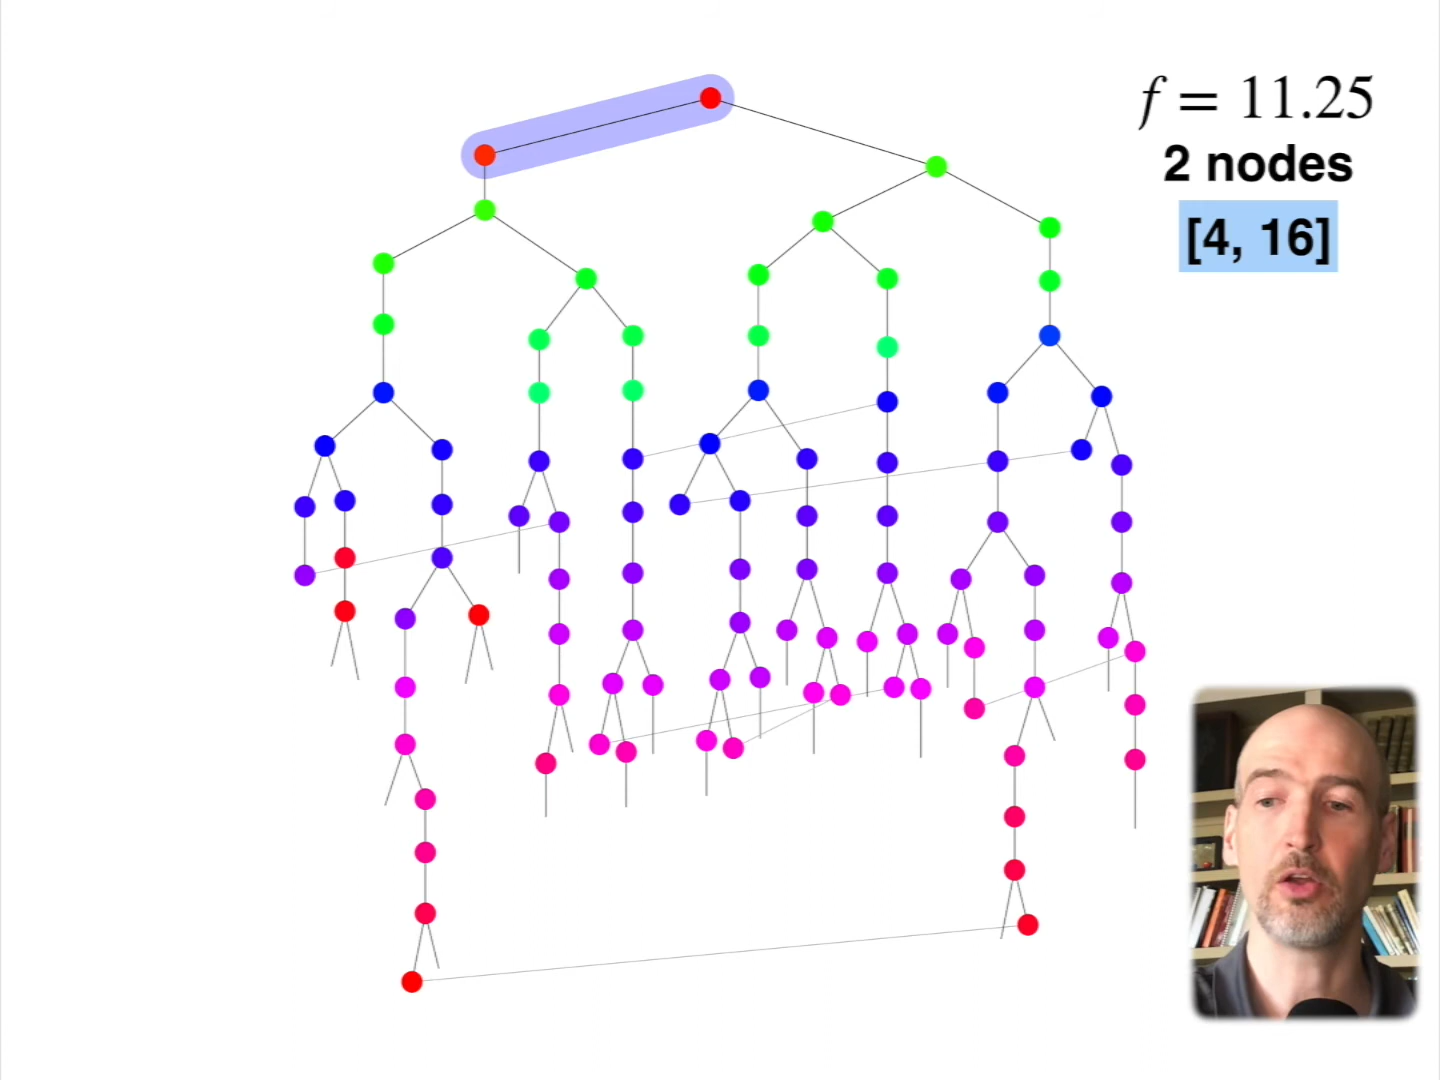 f = 11.25
2 nodes
[4, 16]